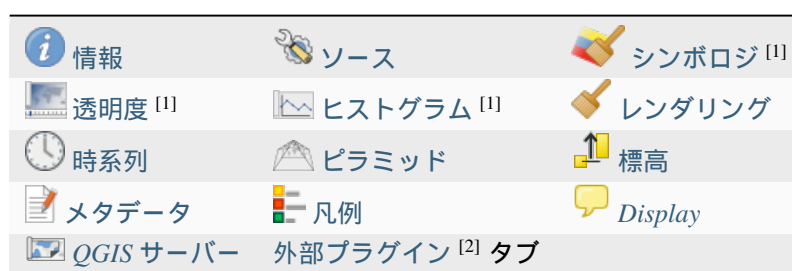 情報 ソース シンボロジ [1]
透明度 [1] ヒストグラム [1] レンダリング
時系列 ピラミッド 標高
メタデータ 凡例 Display
QGIS サーバー 外部プラグイン [2] タブ